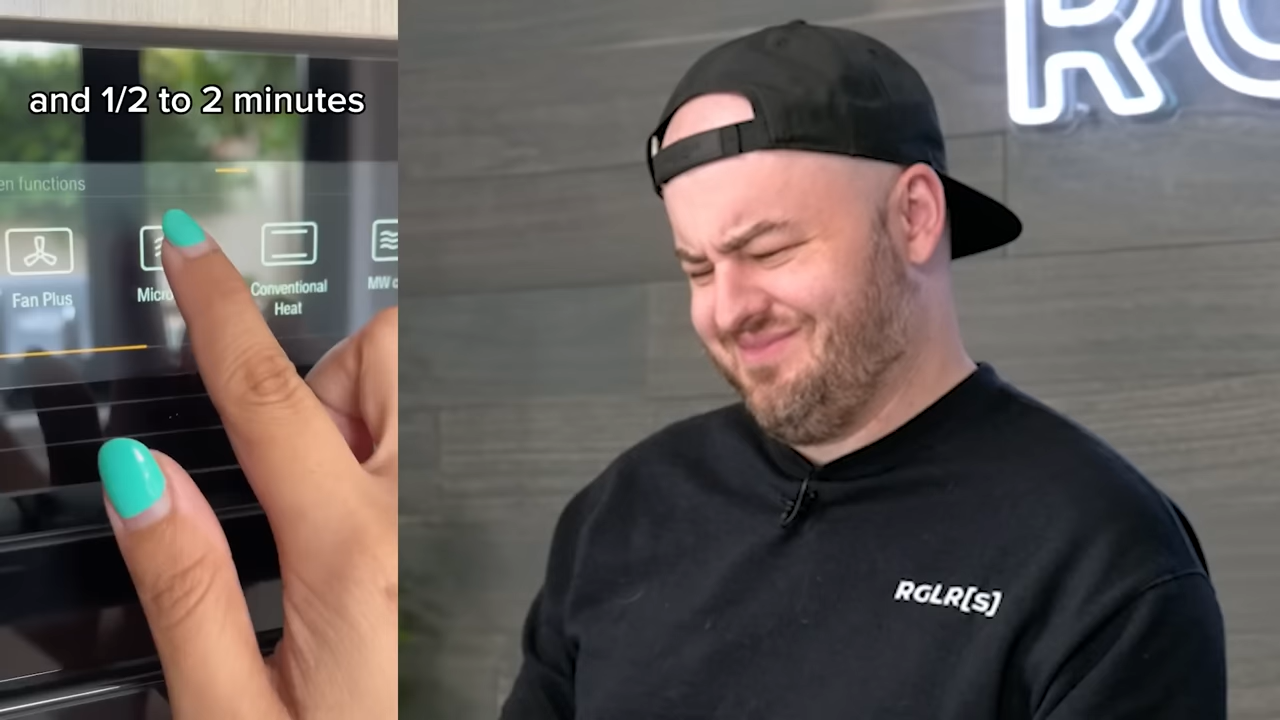 and 1/2 to 2 minutes
en functions
Fan Plus
Micro
Conventional
Heat
MW c
RGLR[S]
R